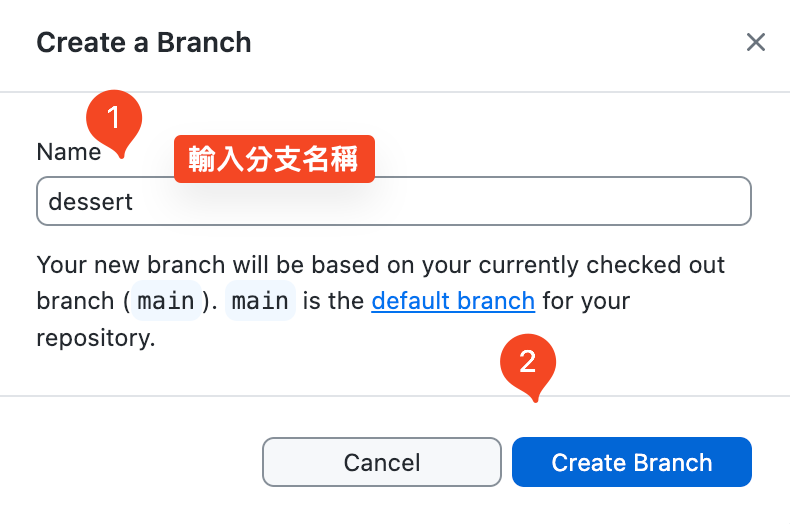 Create a Branch
1
Name
輸入分支名稱
dessert
Your new branch will be based on your currently checked out
branch (main). main is the default branch for your
repository.
2
Cancel
Create Branch